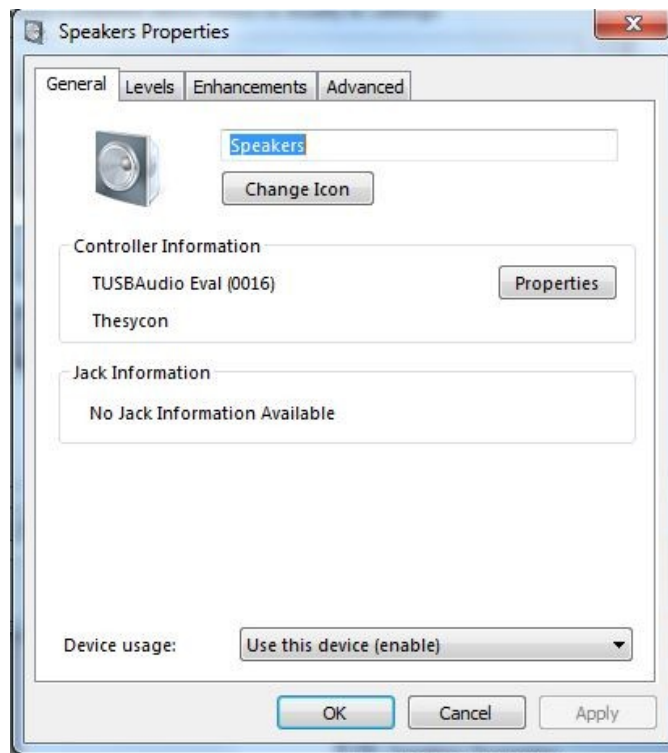 Speakers Properties
General Levels Enhancements Advanced
Speakers
Change Icon
Controller Information
TUSBAudio Eval (0016) Properties
Thesycon
Jack Information
No Jack Information Available
Device usage: Use this device (enable)
OK Cancel Apply